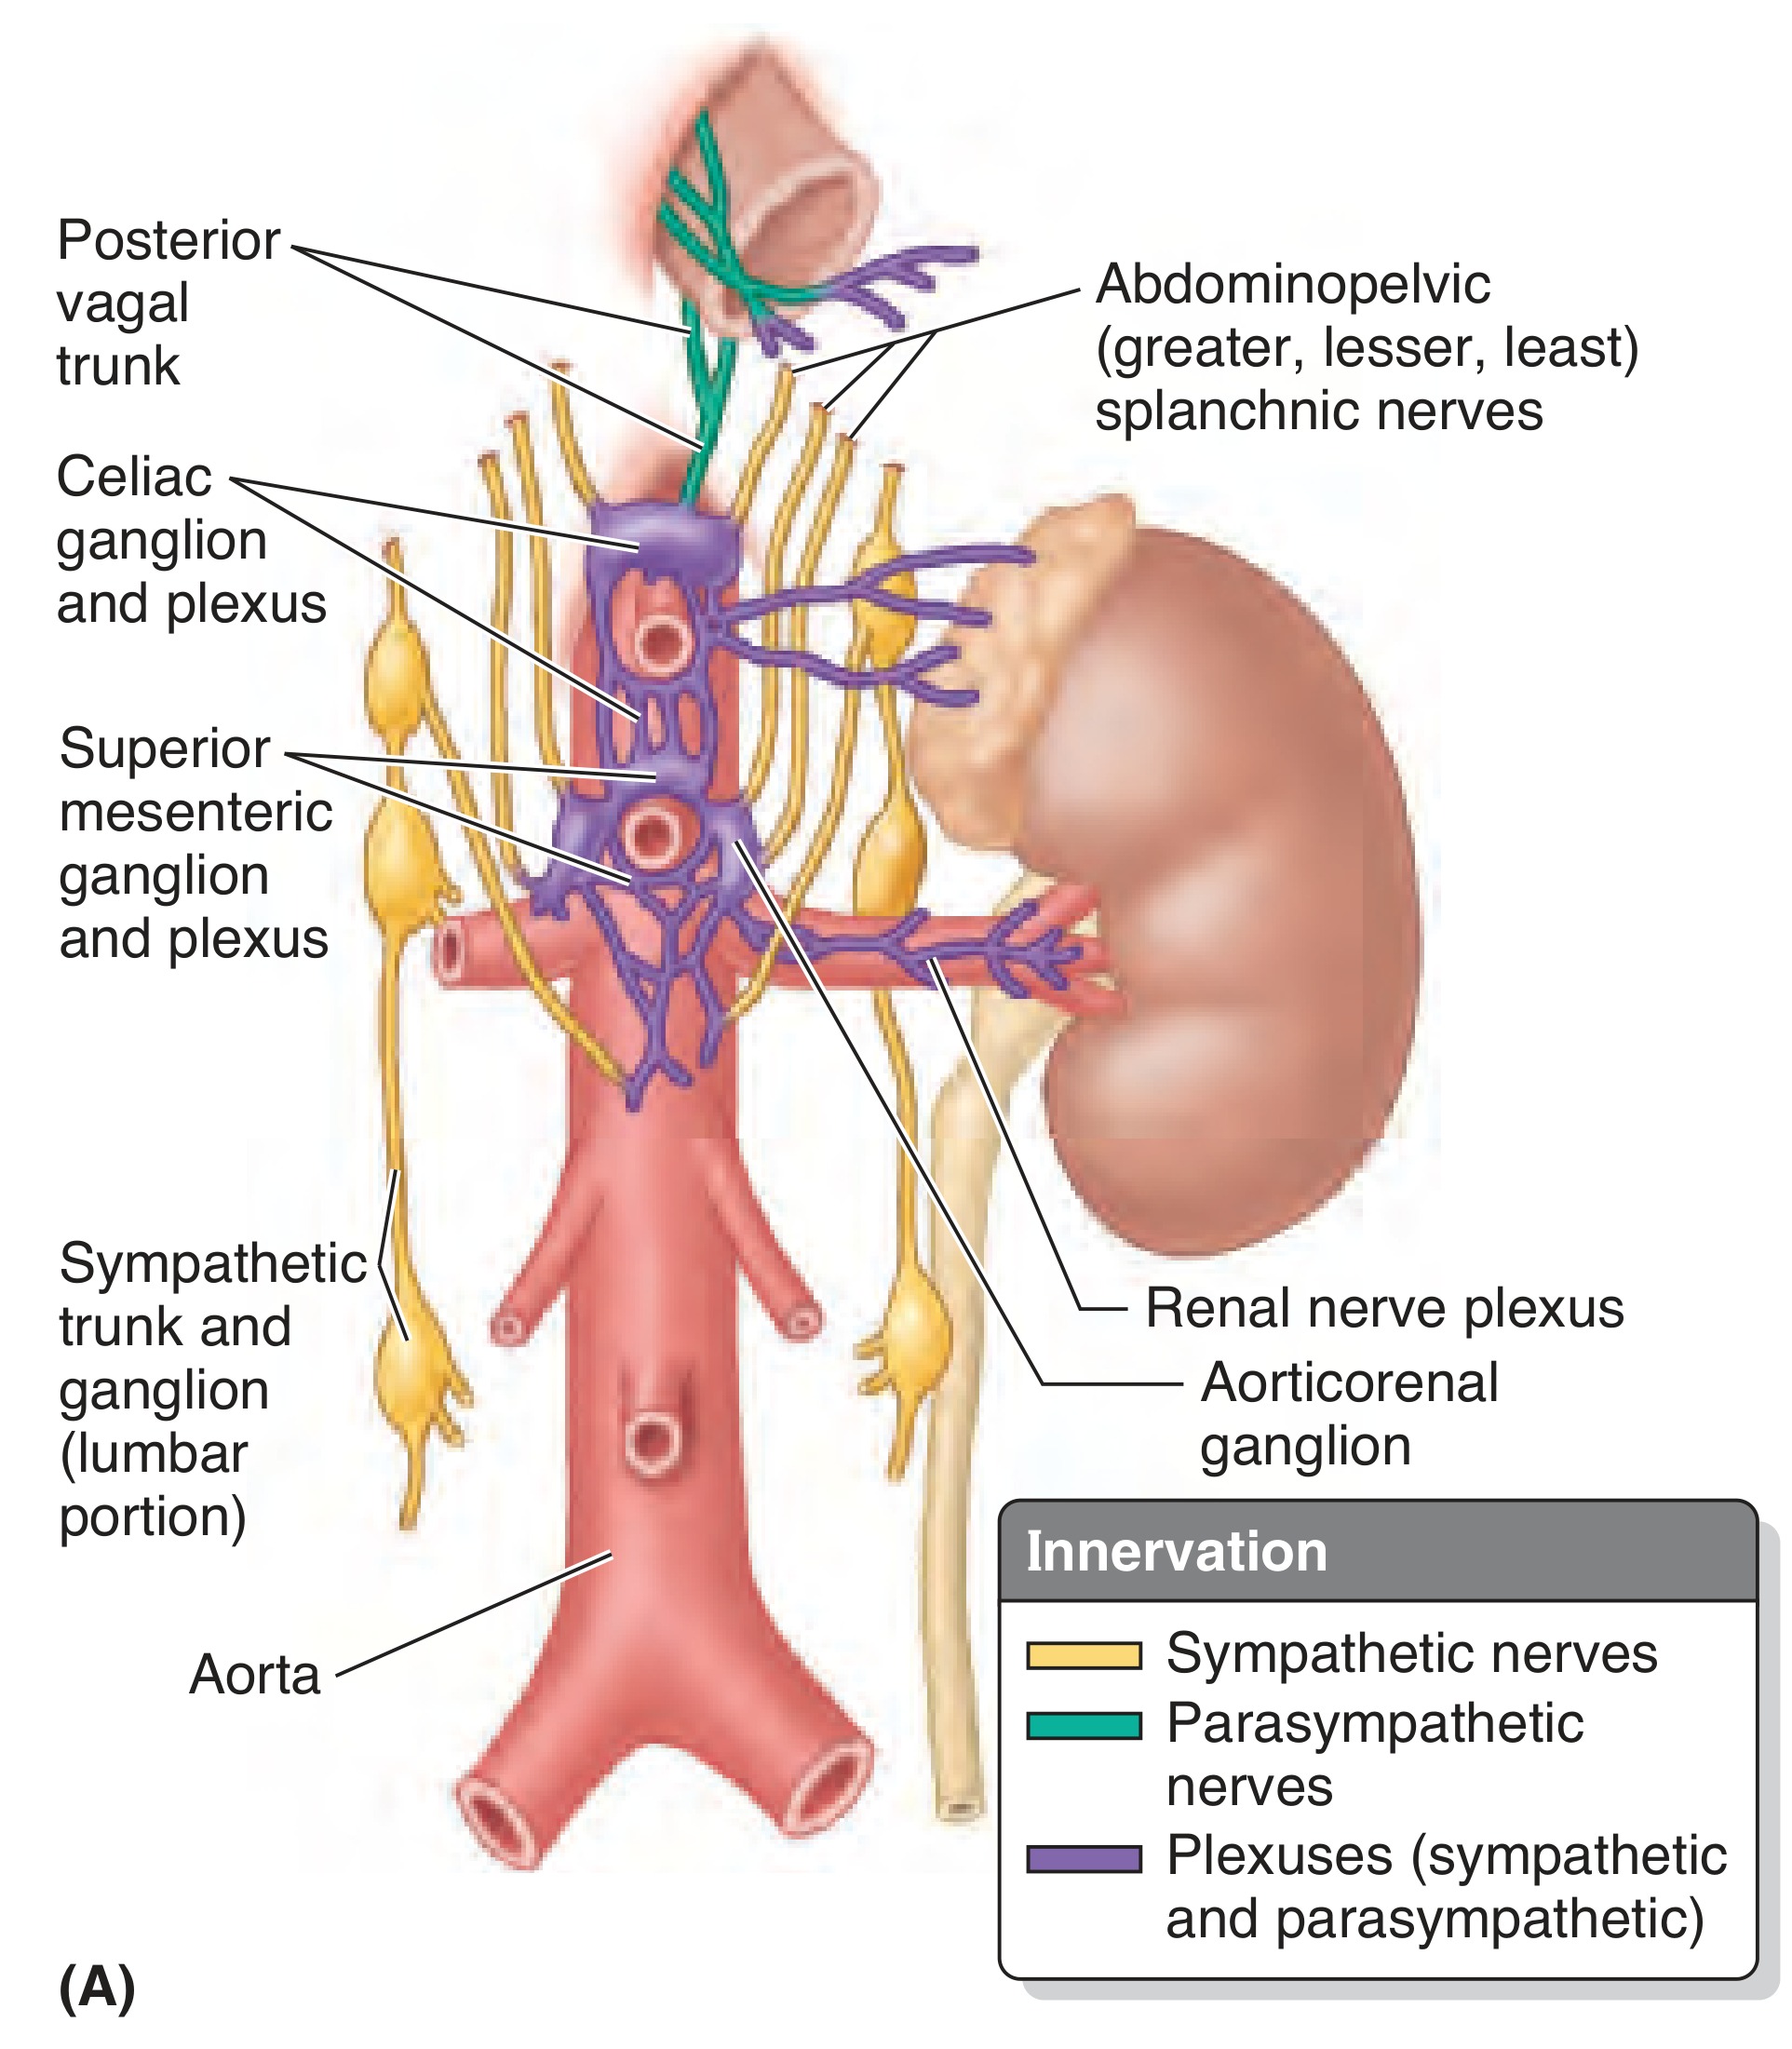 Posterior
vagal
trunk
Abdominopelvic
(greater, lesser, least)
splanchnic nerves
Celiac
ganglion
and plexus
Superior
mesenteric
ganglion
and plexus
Sympathetic
trunk and
ganglion
(lumbar
portion)
Renal nerve plexus
Aorticorenal
ganglion
Aorta
Innervation
Sympathetic nerves
Parasympathetic
nerves
Plexuses (sympathetic
and parasympathetic)
(A)